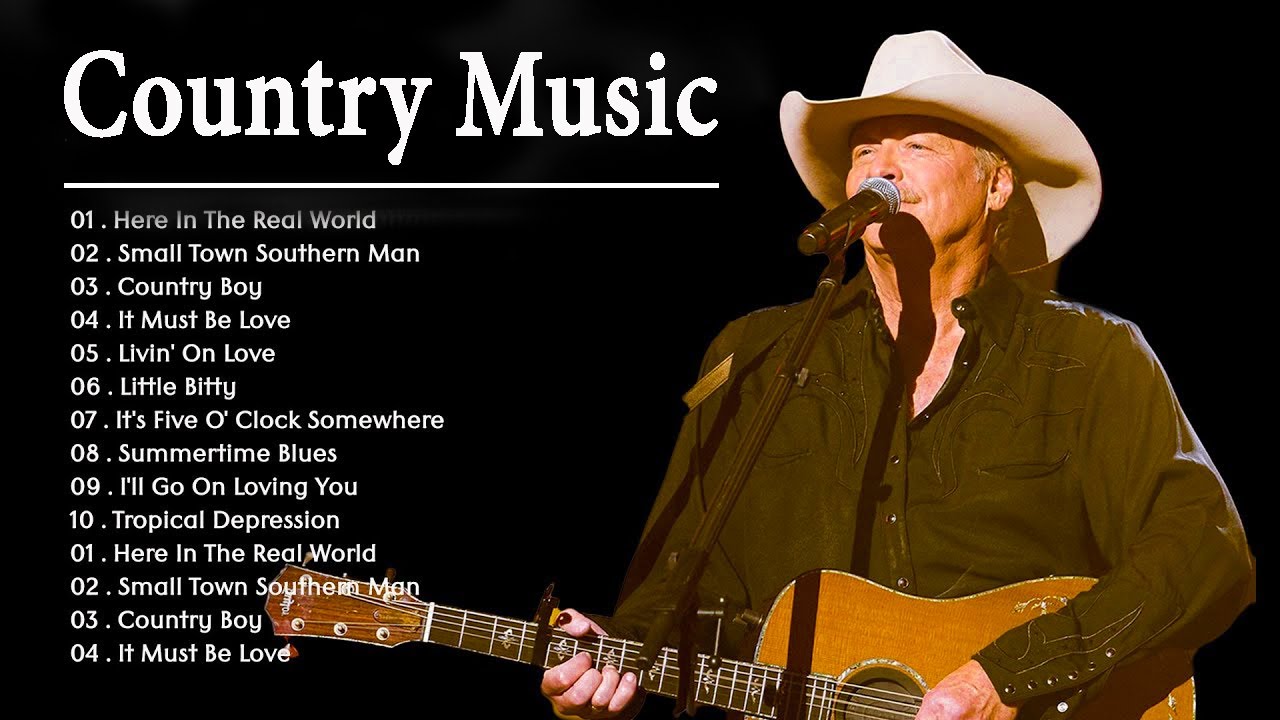 Country Music
01 . Here In The Real World
02 . Small Town Southern Man
03 . Country Boy
04 . It Must Be Love
05 . Livin' On Love
06 . Little Bitty
07 . It's Five O' Clock Somewhere
08 . Summertime Blues
09 . I'll Go On Loving You
10 . Tropical Depression
01 . Here In The Real World
02 . Small Town Southern Man
03 . Country Boy
04 . It Must Be Love